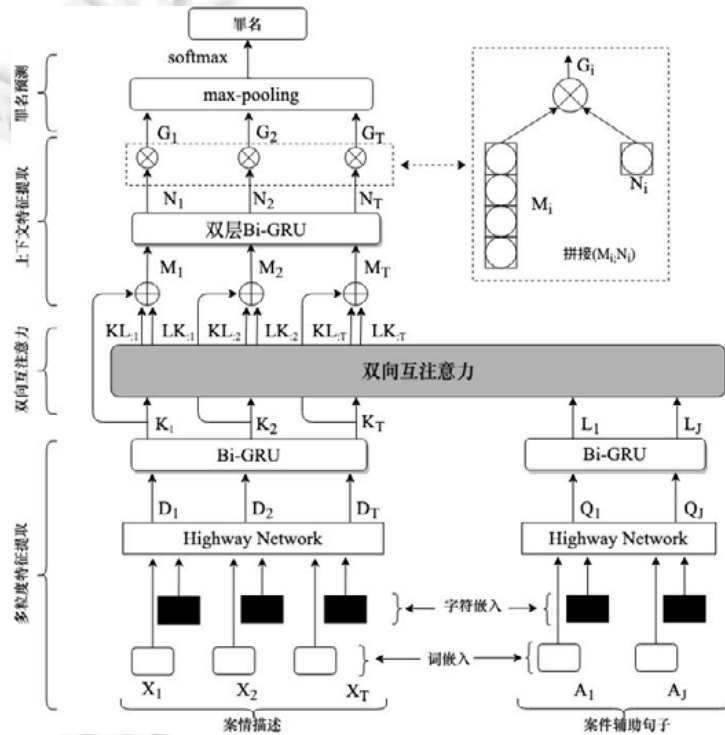 罪名
softmax
max-pooling
G1 G2 GT
N1 N2 NT
双层Bi-GRU
M1 M2 MT
KL:1 LK:1 KL:2 LK:2 KL:T LK:T
双向互注意力
K1 K2 KT L1 LJ
Bi-GRU Bi-GRU
D1 D2 DT Q1 QJ
Highway Network Highway Network
字符嵌入
词嵌入
X1 X2 XT A1 AJ
案情描述 案件辅助句子
罪名预测
上下文特征提取
双向互注意力
多粒度特征提取
Gi
Mi
Ni
拼接(Mi;Ni)